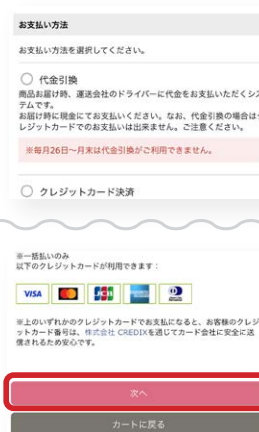 お支払い方法
お支払い方法を選択してください。
代金引換
商品お届け時、運送会社のドライバーに代金をお支払いただくシス
テムです。
お届け時に現金にてお支払いください。なお、代金引換の場合は
レジットカードでのお支払いは出来ません。ご注意ください。
※毎月26日〜月末は代金引換がご利用できません。
クレジットカード決済
※一括払いのみ
以下のクレジットカードが利用できます：
VISA
JCB
※上のいずれかのクレジットカードでお支払になると、お客様のクレジ
ットカード番号は、株式会社 CREDIXを通じてカード会社に安全に送
信されるため安心です。
次へ
カートに戻る